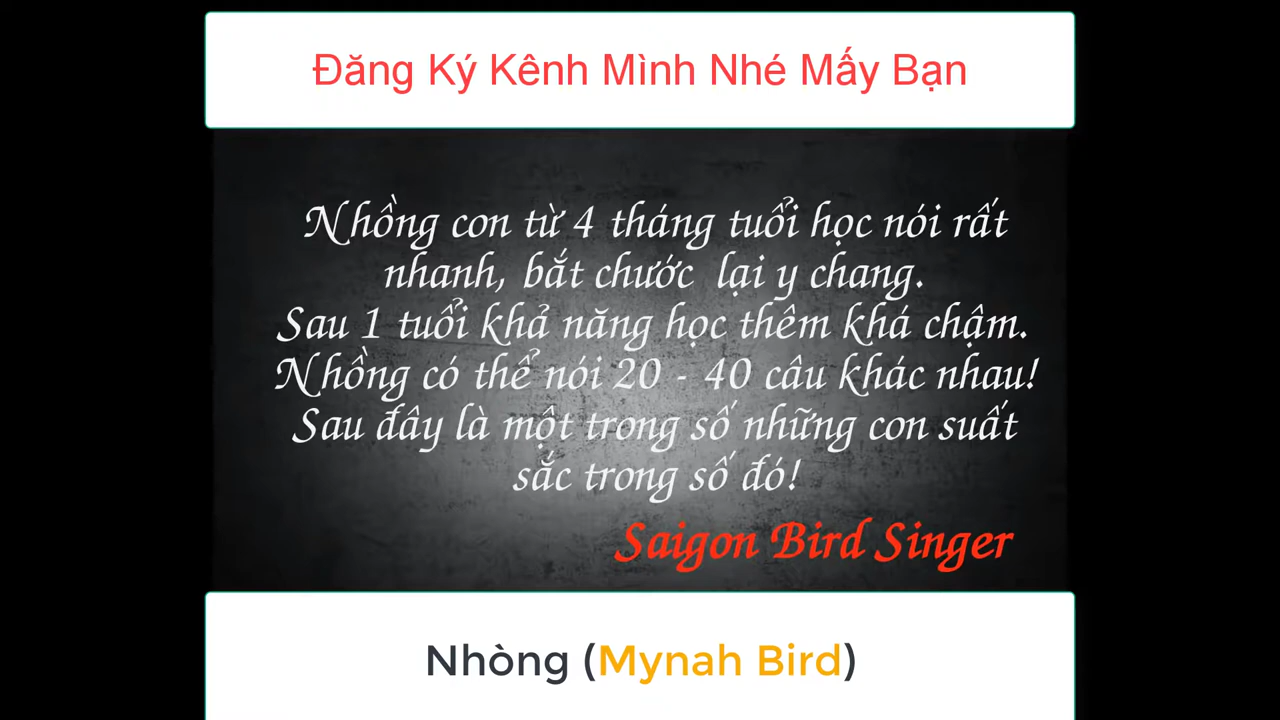 Đăng Ký Kênh Mình Nhé Mấy Bạn
Nhồng con từ 4 tháng tuổi học nói rất
nhanh, bắt chước lại y chang.
Sau 1 tuổi khả năng học thêm khá chậm.
Nhồng có thể nói 20 - 40 câu khác nhau!
Sau đây là một trong số những con suất
sắc trong số đó!
Saigon Bird Singer
Nhòng (Mynah Bird)